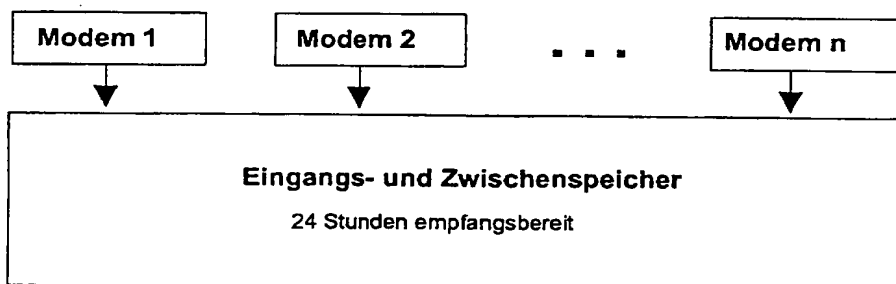 Modem 1
Modem 2
. . .
Modem n
Eingangs- und Zwischenspeicher
24 Stunden empfangsbereit